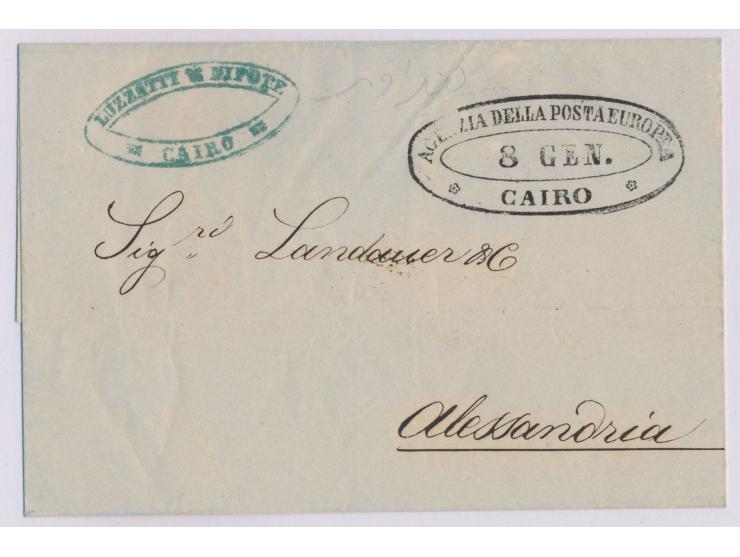 LUZZATTI & NIPOTE
CAIRO
AGENZIA DELLA POSTA EUROPEA
8 GEN.
CAIRO
Sig.ri Landauer & C
Alessandria